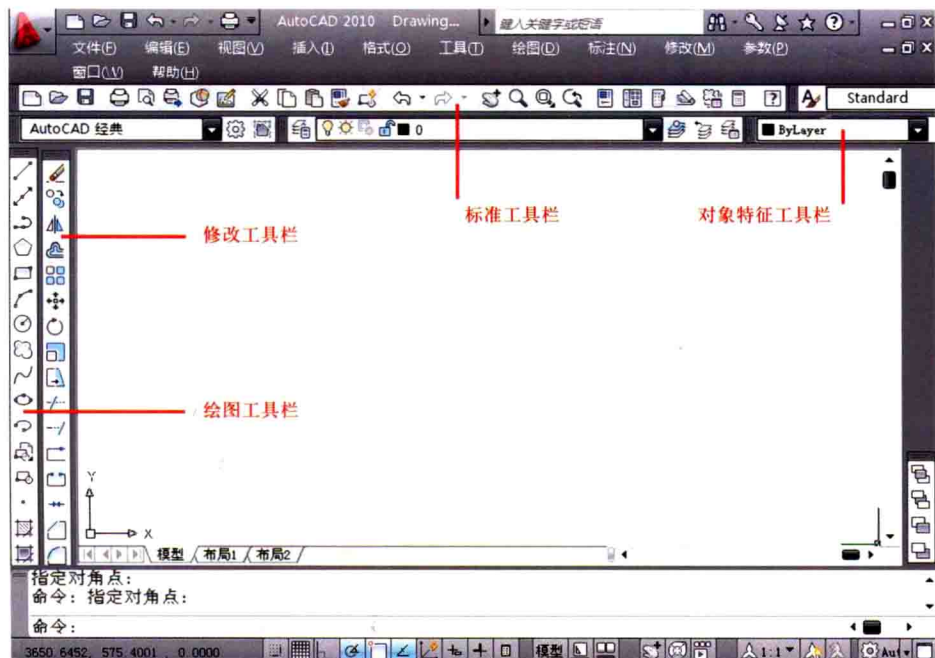 AutoCAD 2010 Drawing... 键入关键字或短语
文件(F) 编辑(E) 视图(V) 插入(I) 格式(O) 工具(T) 绘图(D) 标注(N) 修改(M) 参数(P)
窗口(W) 帮助(H)
Standard
AutoCAD 经典 0 ByLayer
标准工具栏 对象特征工具栏
修改工具栏
绘图工具栏
Y
X
模型 布局1 布局2
指定对角点:
命令: 指定对角点:
命令:
3650.6452, 575.4001 , 0.0000 模型 1:1 Aut